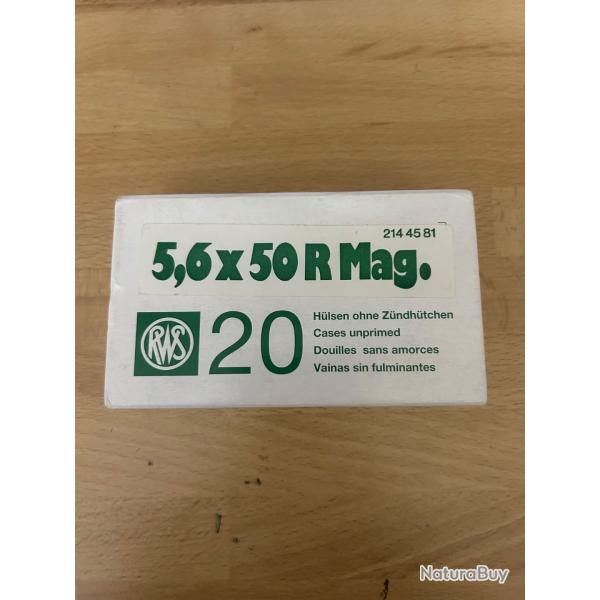 214 45 81
5,6 x 50 R Mag.
RWS
20
Hülsen ohne Zündhütchen
Cases unprimed
Douilles sans amorces
Vainas sin fulminantes
NaturaBuy